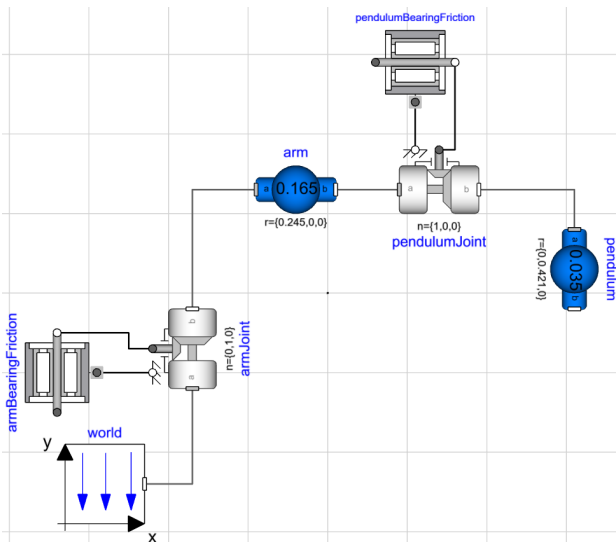 pendulumBearingFriction
arm
a 0.165 b
r={0.245,0,0}
a b
n={1,0,0}
pendulumJoint
a 0.035 b
r={0,0.421,0}
pendulum
b
a
n={0,1,0}
armJoint
armBearingFriction
world
y
x